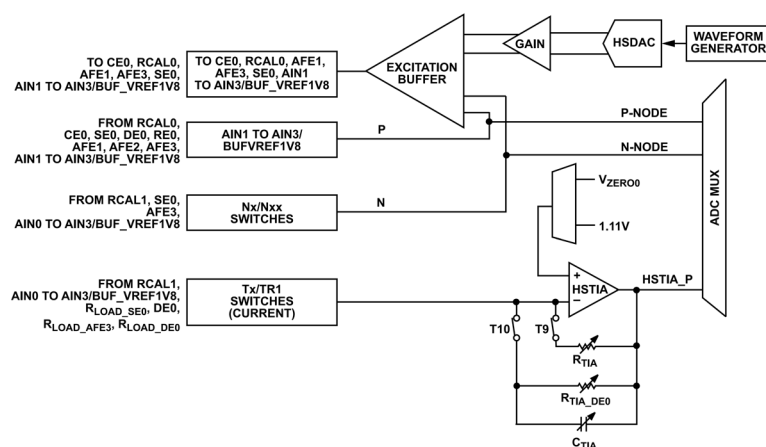 WAVEFORM
GENERATOR
HSDAC
GAIN
EXCITATION
BUFFER
TO CE0, RCAL0,
AFE1, AFE3, SE0,
AIN1 TO AIN3/BUF_VREF1V8
TO CE0, RCAL0, AFE1,
AFE3, SE0, AIN1
TO AIN3/BUF_VREF1V8
FROM RCAL0,
CE0, SE0, DE0, RE0,
AFE1, AFE2, AFE3,
AIN1 TO AIN3/BUF_VREF1V8
AIN1 TO AIN3/
BUFVREF1V8
P
P-NODE
N-NODE
ADC MUX
FROM RCAL1, SE0,
AFE3,
AIN0 TO AIN3/BUF_VREF1V8
Nx/Nxx
SWITCHES
N
VZERO0
1.11V
FROM RCAL1,
AIN0 TO AIN3/BUF_VREF1V8,
RLOAD_SE0, DE0,
RLOAD_AFE3, RLOAD_DE0
Tx/TR1
SWITCHES
(CURRENT)
+
HSTIA
–
HSTIA_P
T10
T9
RTIA
RTIA_DE0
CTIA